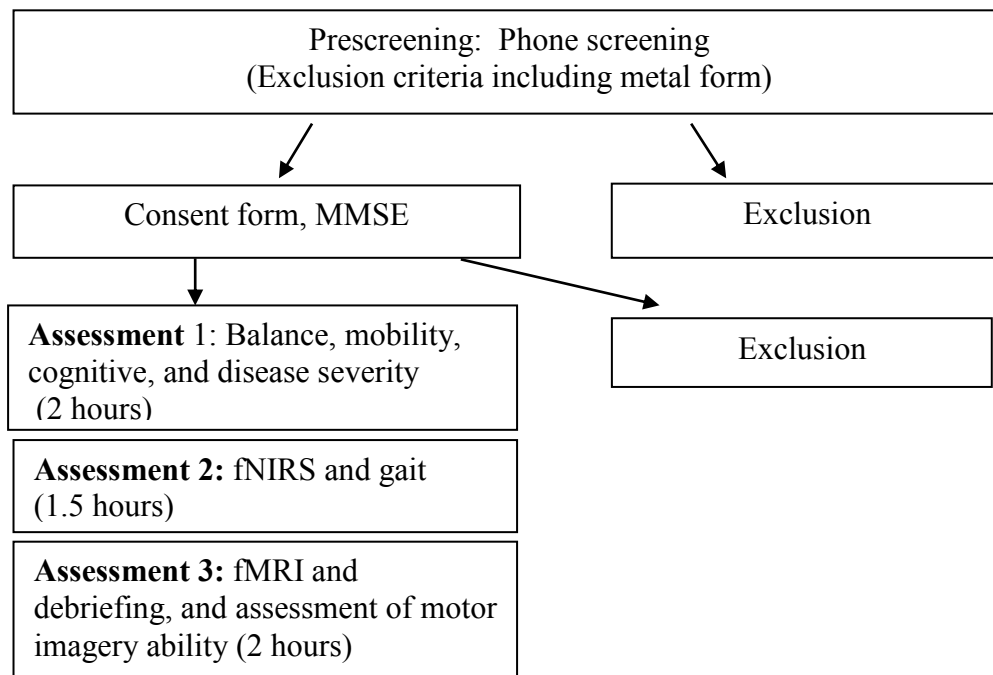 Prescreening: Phone screening
(Exclusion criteria including metal form)
Consent form, MMSE
Exclusion
Assessment 1: Balance, mobility,
cognitive, and disease severity
(2 hours)
Exclusion
Assessment 2: fNIRS and gait
(1.5 hours)
Assessment 3: fMRI and
debriefing, and assessment of motor
imagery ability (2 hours)